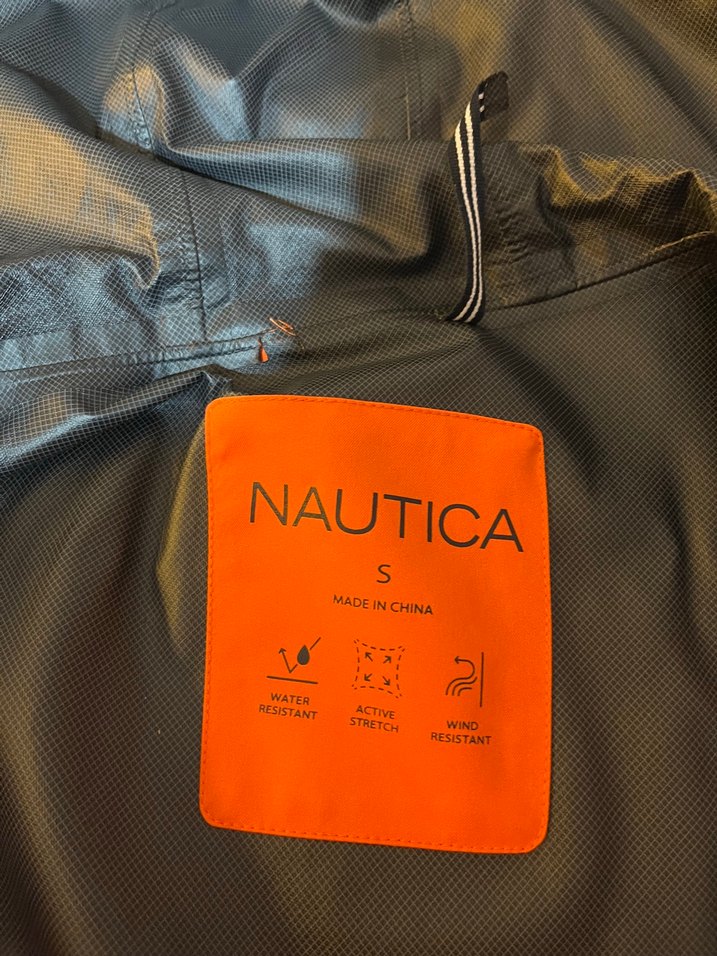 NAUTICA
S
MADE IN CHINA
WATER
RESISTANT
ACTIVE
STRETCH
WIND
RESISTANT